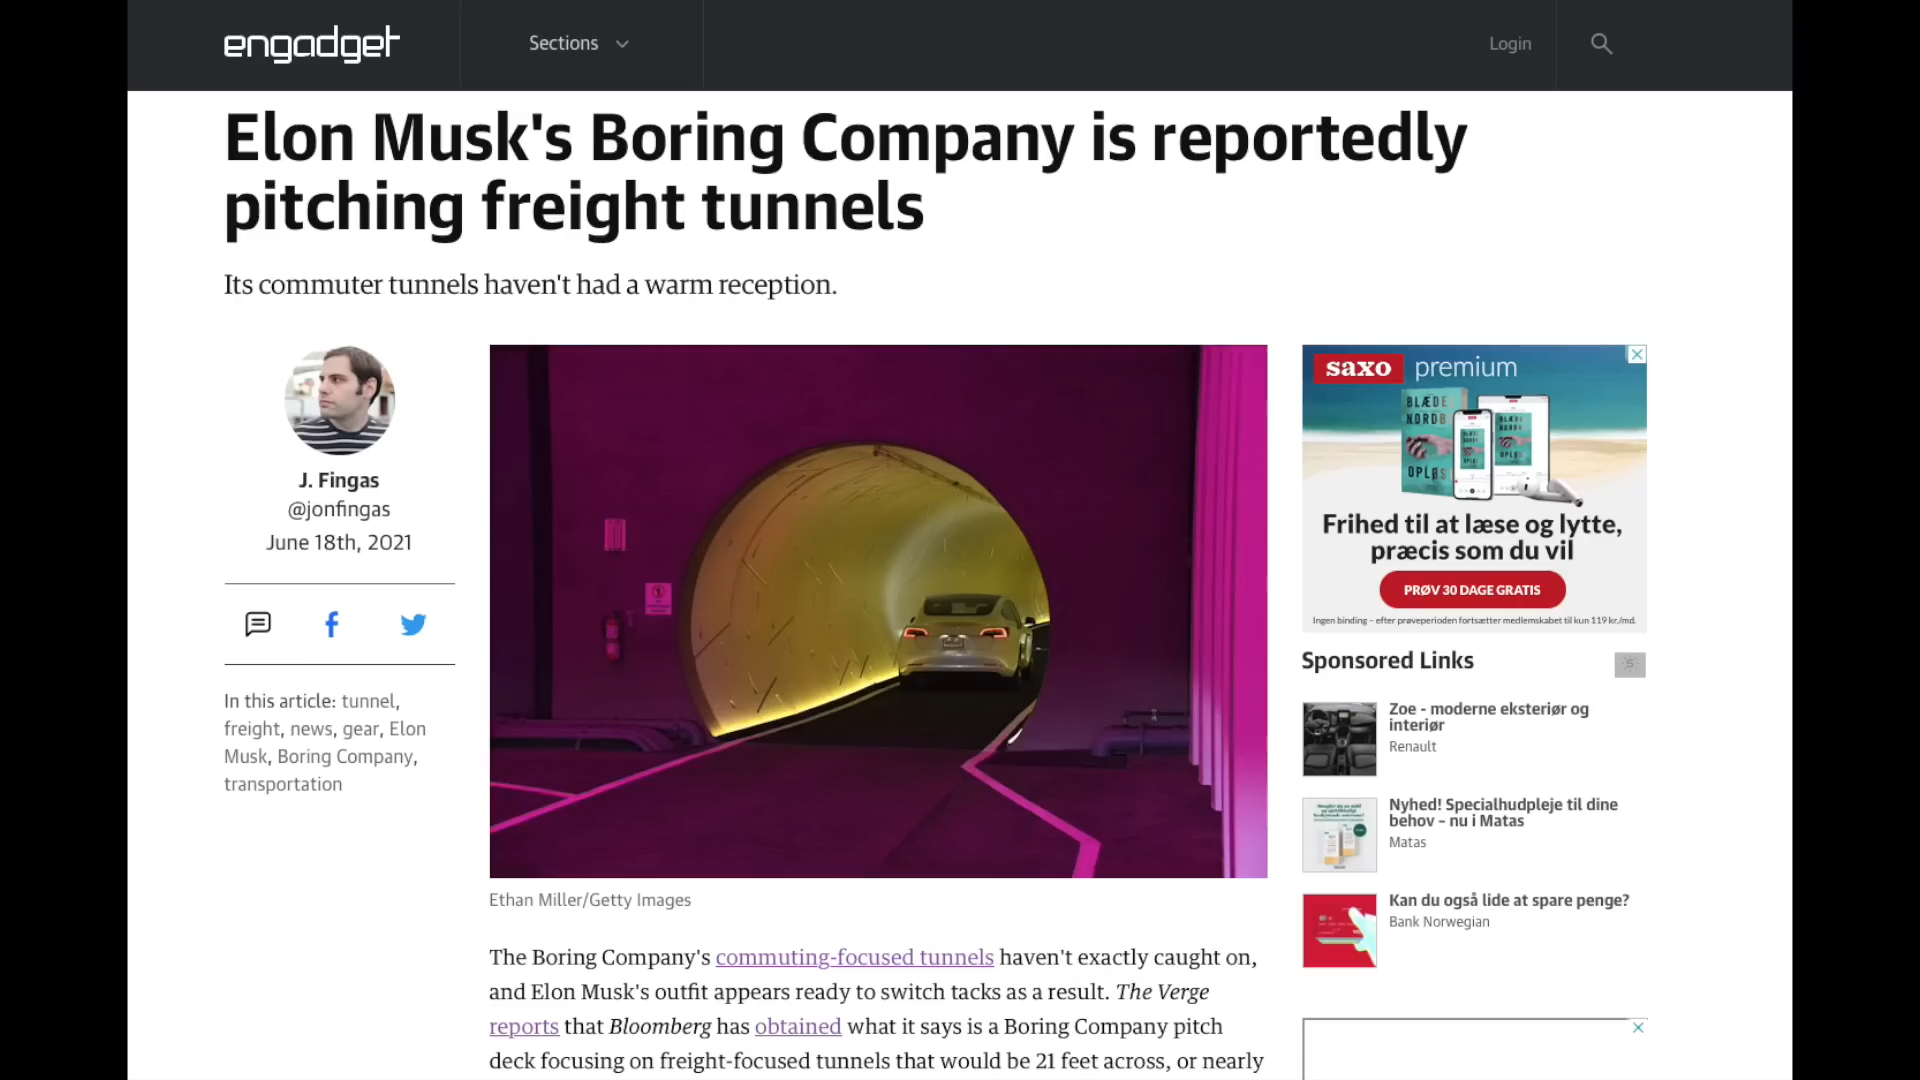 engadget
Sections
Login
Elon Musk's Boring Company is reportedly
pitching freight tunnels
Its commuter tunnels haven't had a warm reception.
J. Fingas
@jonfingas
June 18th, 2021
In this article: tunnel,
freight, news, gear, Elon
Musk, Boring Company,
transportation
Ethan Miller/Getty Images
The Boring Company's commuting-focused tunnels haven't exactly caught on,
and Elon Musk's outfit appears ready to switch tacks as a result. The Verge
reports that Bloomberg has obtained what it says is a Boring Company pitch
deck focusing on freight-focused tunnels that would be 21 feet across, or nearly
saxo premium
BLÆDE
NORDB
OPLØS
Frihed til at læse og lytte,
præcis som du vil
PRØV 30 DAGE GRATIS
Ingen binding – efter prøveperioden fortsætter medlemskabet til kun 119 kr./md.
Sponsored Links
Zoe - moderne eksteriør og
interiør
Renault
Nyhed! Specialhudpleje til dine
behov – nu i Matas
Matas
Kan du også lide at spare penge?
Bank Norwegian